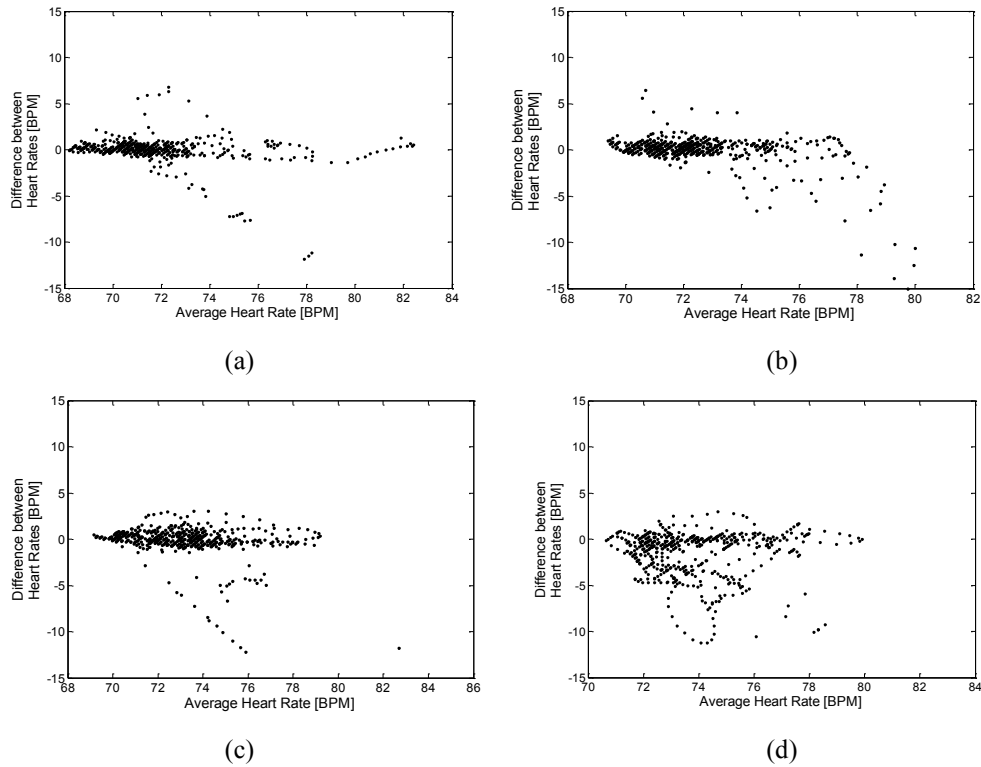 15
10
5
0
-5
-10
-15
Difference between
Heart Rates [BPM]
68 70 72 74 76 78 80 82 84
Average Heart Rate [BPM]
(a)
15
10
5
0
-5
-10
-15
Difference between
Heart Rates [BPM]
68 70 72 74 76 78 80 82
Average Heart Rate [BPM]
(b)
15
10
5
0
-5
-10
-15
Difference between
Heart Rates [BPM]
68 70 72 74 76 78 80 82 84 86
Average Heart Rate [BPM]
(c)
15
10
5
0
-5
-10
-15
Difference between
Heart Rates [BPM]
70 72 74 76 78 80 82 84
Average Heart Rate [BPM]
(d)